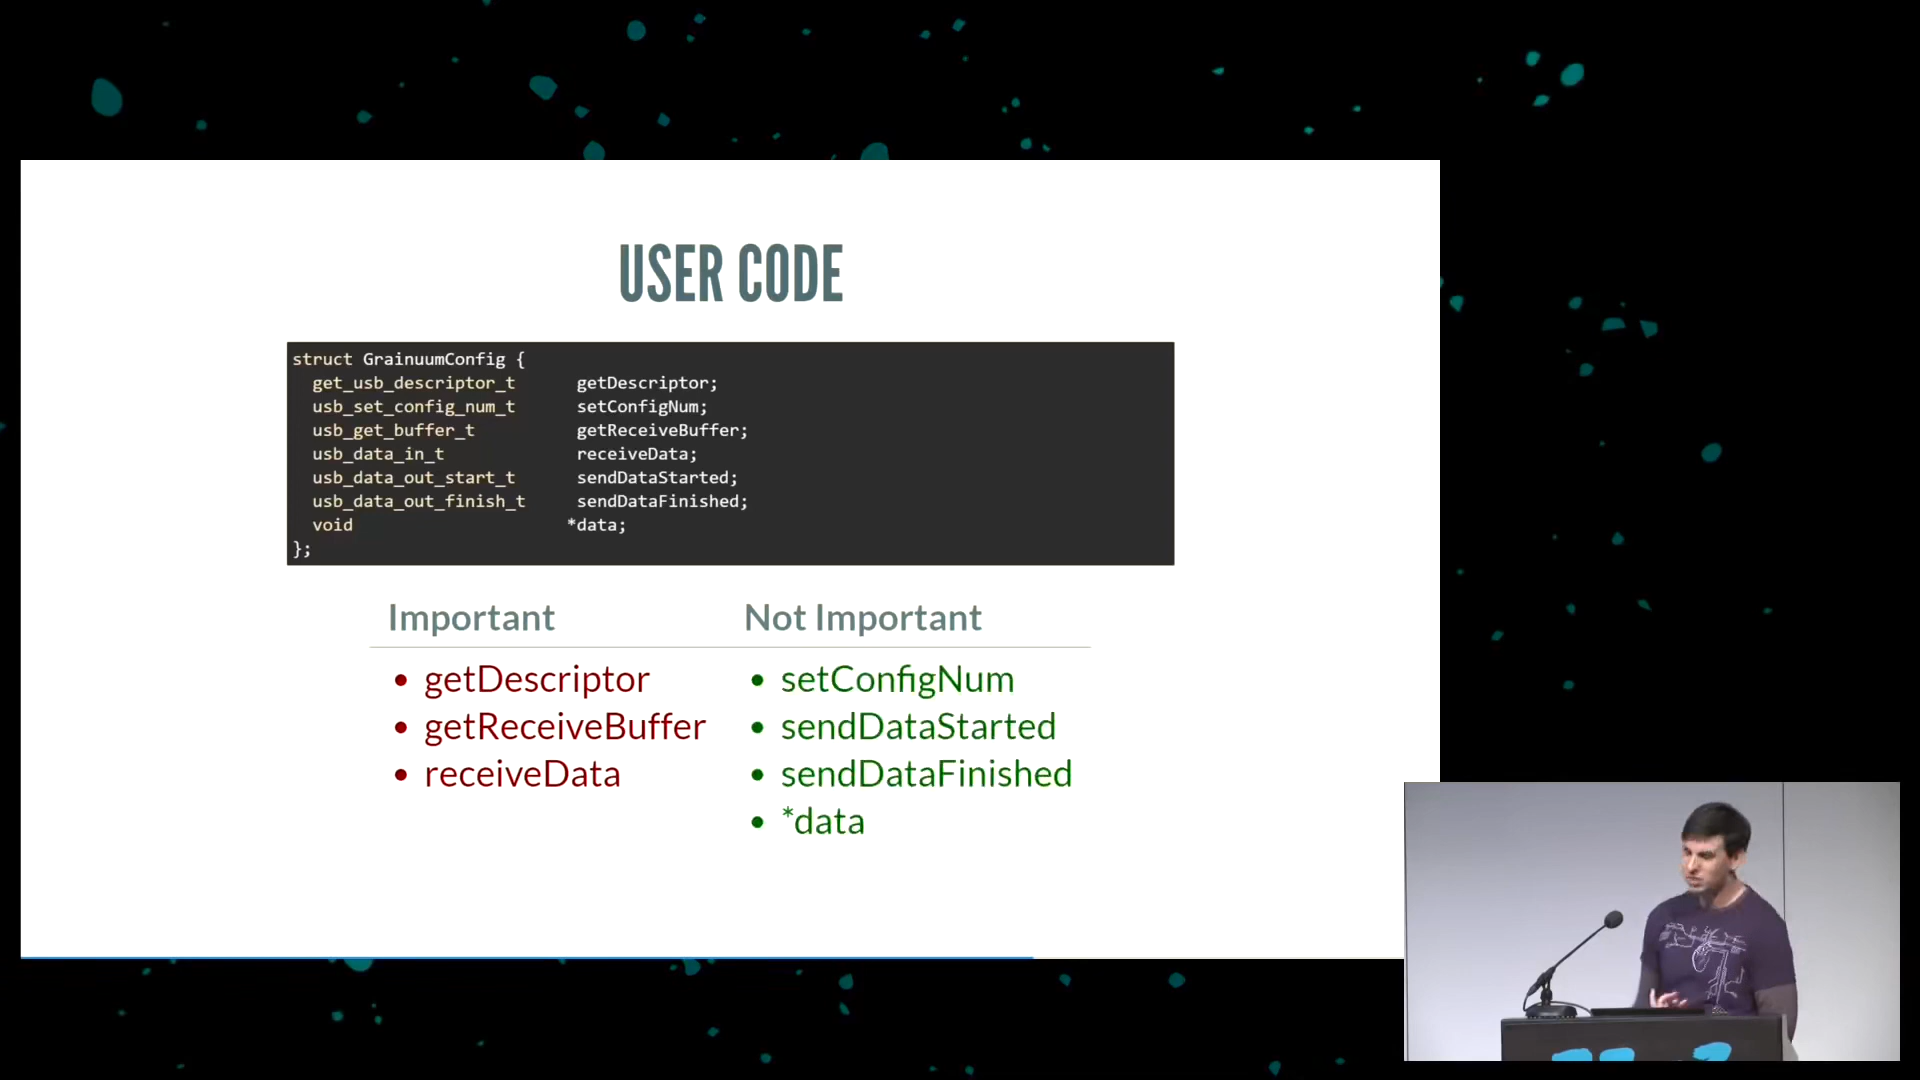 USER CODE
struct GrainuumConfig {
get_usb_descriptor_t getDescriptor;
usb_set_config_num_t setConfigNum;
usb_get_buffer_t getReceiveBuffer;
usb_data_in_t receiveData;
usb_data_out_start_t sendDataStarted;
usb_data_out_finish_t sendDataFinished;
void *data;
};
Important Not Important
• getDescriptor • setConfigNum
• getReceiveBuffer • sendDataStarted
• receiveData • sendDataFinished
• *data